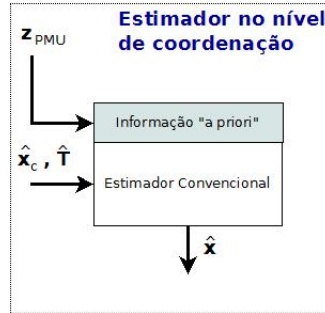 Estimador no nível
de coordenação
z PMU
Informação "a priori"
x̂c , T̂
Estimador Convencional
x̂